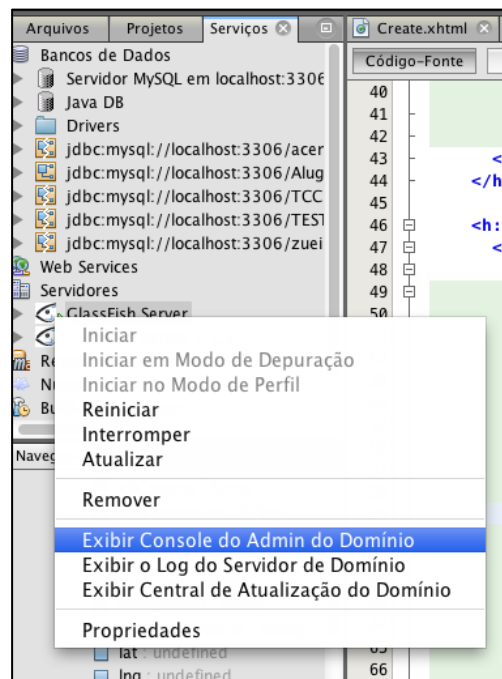 Arquivos Projetos Serviços
Create.xhtml
Bancos de Dados
Código-Fonte
Servidor MySQL em localhost:3306
Java DB
Drivers
jdbc:mysql://localhost:3306/acer
jdbc:mysql://localhost:3306/Alug
jdbc:mysql://localhost:3306/TCC
jdbc:mysql://localhost:3306/TEST
jdbc:mysql://localhost:3306/zuei
Web Services
Servidores
GlassFish Server
Re
Nu
Bu
Naveg
Iniciar
Iniciar em Modo de Depuração
Iniciar no Modo de Perfil
Reiniciar
Interromper
Atualizar
Remover
Exibir Console do Admin do Domínio
Exibir o Log do Servidor de Domínio
Exibir Central de Atualização do Domínio
Propriedades
lat : undefined
lng : undefined
40
41
42
43 <
44 </h
45
46 <h:
47 <
48
49
50
65
66